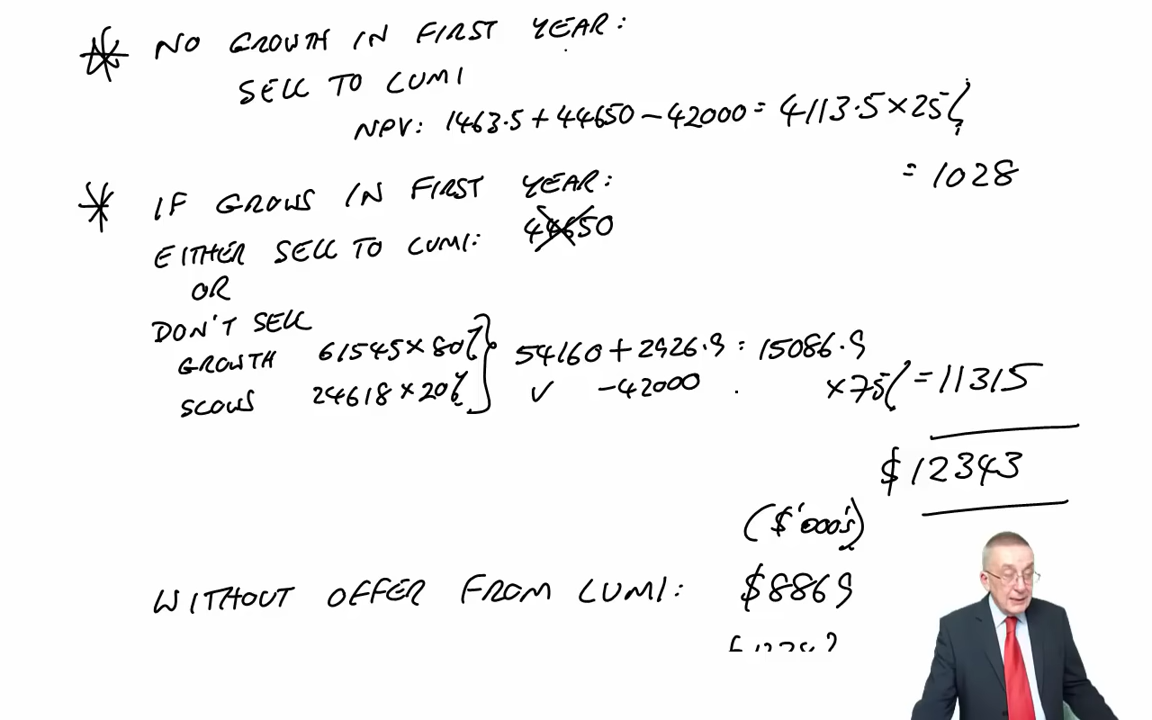 * NO GROWTH IN FIRST YEAR:
SELL TO LUMI
NPV: 1463.5 + 44650 - 42000 = 4113.5 × 25%
= 1028
* IF GROWS IN FIRST YEAR:
EITHER SELL TO LUMI: 44650
OR
DON'T SELL
GROWTH 61545 × 80% } 54160 + 2926.9 = 15086.9
SLOWS 24618 × 20% ✓ -42000 × 75% = 11315
$12343
($'000's)
WITHOUT OFFER FROM LUMI: $8869